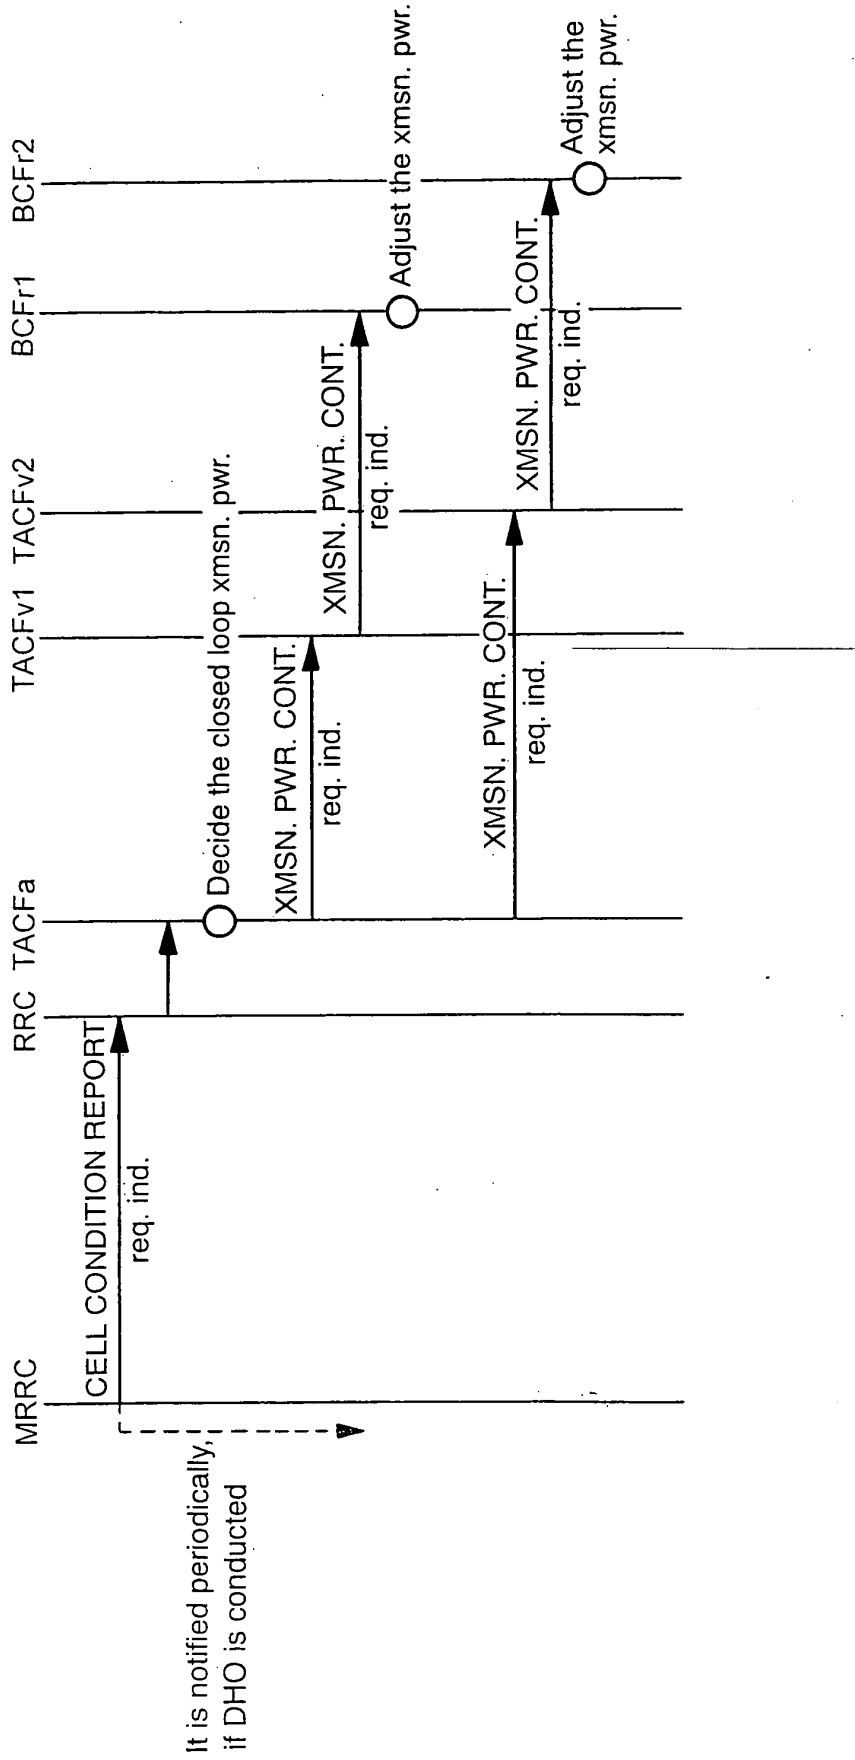 MRRC
RRC
TACFa
TACFv1
TACFv2
BCFr1
BCFr2
CELL CONDITION REPORT
req. ind.
It is notified periodically,
if DHO is conducted
Decide the closed loop xmsn. pwr.
XMSN. PWR. CONT.
req. ind.
XMSN. PWR. CONT.
req. ind.
Adjust the xmsn. pwr.
XMSN. PWR. CONT.
req. ind.
XMSN. PWR. CONT.
req. ind.
Adjust the
xmsn. pwr.